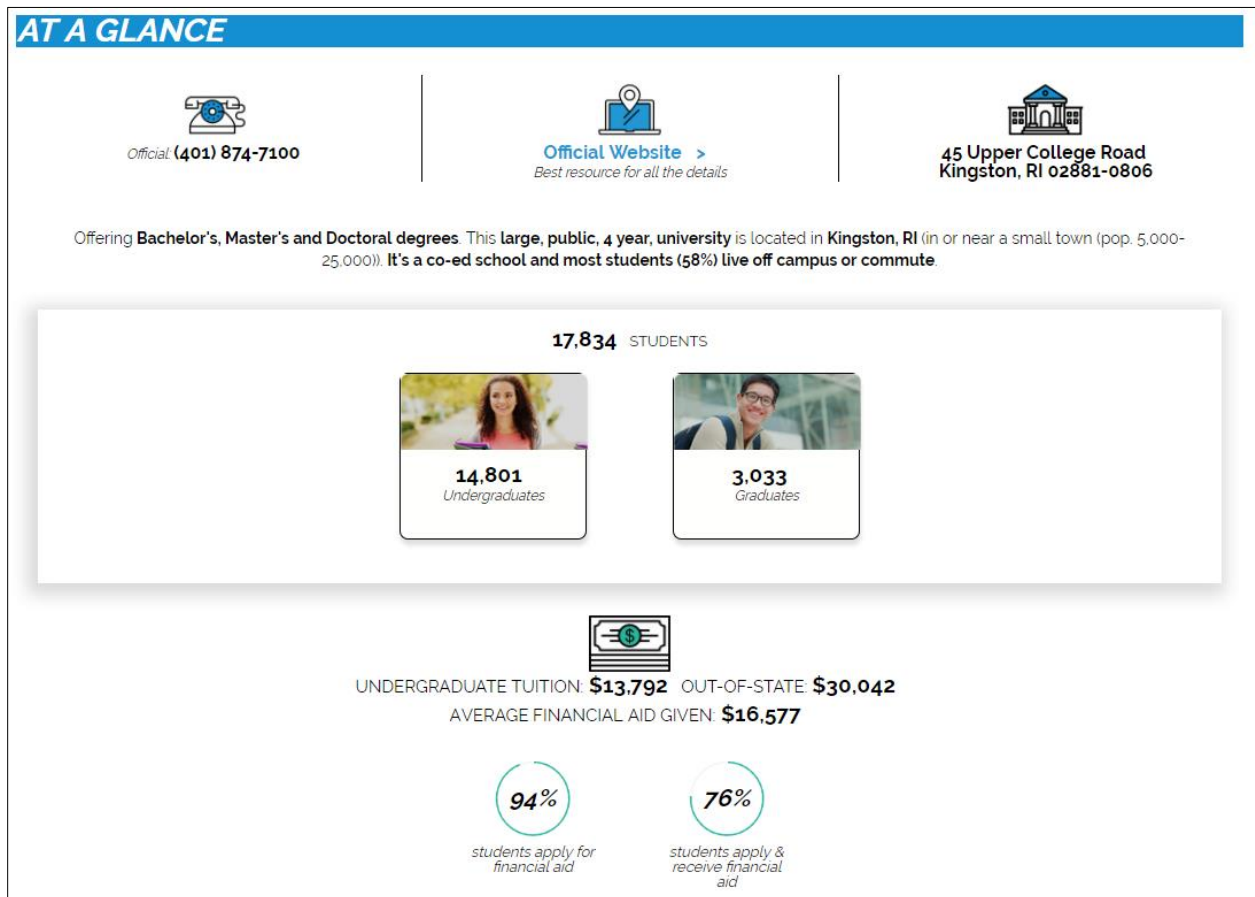 AT A GLANCE
Official: (401) 874-7100
Official Website >
Best resource for all the details
45 Upper College Road
Kingston, RI 02881-0806
Offering Bachelor's, Master's and Doctoral degrees. This large, public, 4 year, university is located in Kingston, RI (in or near a small town (pop. 5,000-
25,000)). It's a co-ed school and most students (58%) live off campus or commute.
17,834 STUDENTS
14,801
Undergraduates
3,033
Graduates
UNDERGRADUATE TUITION: $13,792 OUT-OF-STATE: $30,042
AVERAGE FINANCIAL AID GIVEN: $16,577
94%
students apply for
financial aid
76%
students apply &
receive financial
aid